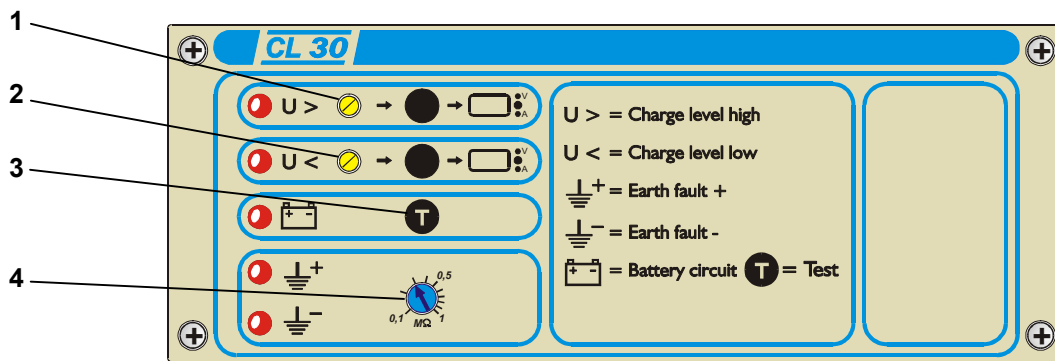 1
2
3
4
CL 30
U >
V
A
U <
V
A
+ -
T
+
-
0,1
0,5
1
MΩ
U > = Charge level high
U < = Charge level low
+ = Earth fault +
- = Earth fault -
+ - = Battery circuit T = Test